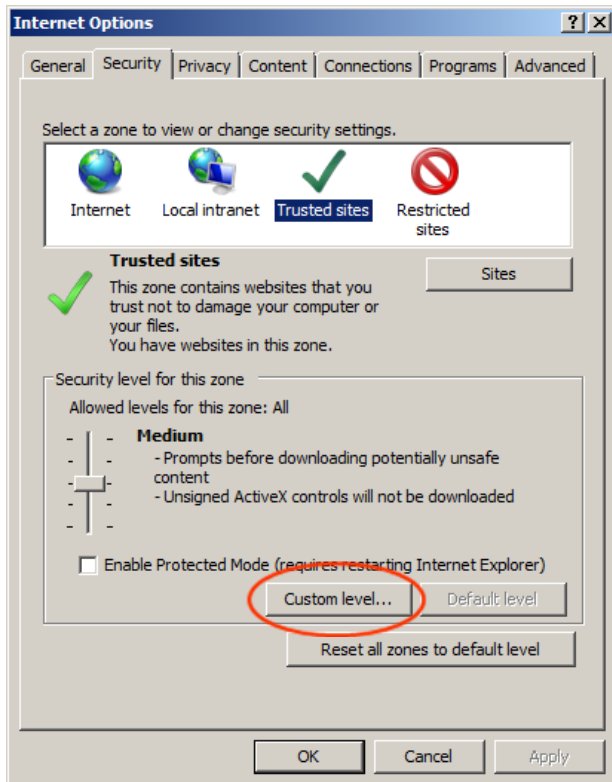 Internet Options
General Security Privacy Content Connections Programs Advanced
Select a zone to view or change security settings.
Internet Local intranet Trusted sites Restricted
sites
Trusted sites
Sites
This zone contains websites that you
trust not to damage your computer or
your files.
You have websites in this zone.
Security level for this zone
Allowed levels for this zone: All
Medium
- Prompts before downloading potentially unsafe
content
- Unsigned ActiveX controls will not be downloaded
Enable Protected Mode (requires restarting Internet Explorer)
Custom level... Default level
Reset all zones to default level
OK Cancel Apply